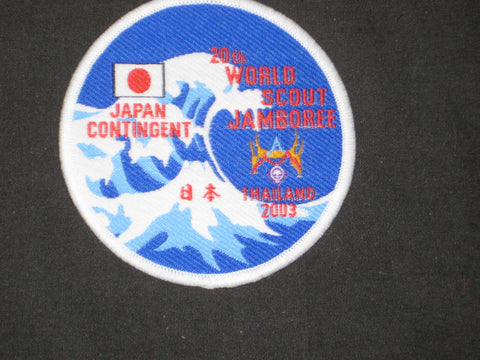 20th
WORLD
SCOUT
JAMBOREE
JAPAN
CONTINGENT
日本
THAILAND
2003